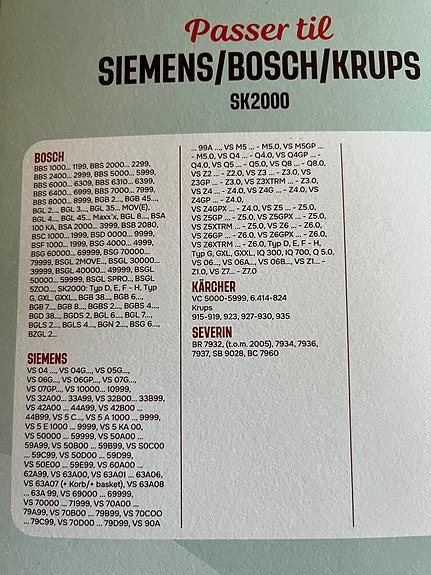 Passer til
SIEMENS/BOSCH/KRUPS
SK2000
BOSCH
BBS 1000... 1199, BBS 2000... 2299,
BBS 2400... 2999, BBS 5000... 5999,
BBS 6000... 6309, BBS 6310... 6399,
BBS 6400... 6999, BBS 7000... 7999,
BBS 8000... 8999, BGB 2..., BGB 45...,
BGL 2..., BGL 3..., BGL 35... MOV(E),
BGL 4..., BGL 45... Maxx'x, BGL 8..., BSA
100 KA, BSA 2000... 3999, BSB 2080,
BSC 1000... 1999, BSD 0000... 9999,
BSF 1000... 1999, BSG 4000... 4999,
BSG 60000... 69999, BSG 70000...
79999, BSGL 2MOVE..., BSGL 30000...
39999, BSGL 40000... 49999, BSGL
50000... 59999, BSGL SPRO..., BSGL
5ZOO..., SK2000: Typ D, E, F - H, Typ
G, GXL, GXXL... BGB 38..., BGB 6...,
BGB 7..., BGB 8..., BGBS 2..., BGBS 4...,
BGD 38..., BGDS 2, BGL 6..., BGL 7...,
BGLS 2..., BGLS 4..., BGN 2..., BSG 6...,
BZGL 2...
SIEMENS
VS 04 ..., VS 04G..., VS 05G...,
VS 06G..., VS 06GP..., VS 07G...,
VS 07GP..., VS 10000... 10999,
VS 32A00... 33A99, VS 32B00... 33B99,
VS 42A00 ... 44A99, VS 42B00 ...
44B99, VS 5 C..., VS 5 A 1000 ... 9999,
VS 5 E 1000 ... 9999, VS 5 KA 00,
VS 50000 ... 59999, VS 50A00 ...
59A99, VS 50B00 ... 59B99, VS 50C00
... 59C99, VS 50D00 ... 59D99,
VS 50E00 ... 59E99, VS 60A00 ...
62A99, VS 63A00, VS 63A01 ... 63A06,
VS 63A07 (+ Korb/+ basket), VS 63A08
... 63A 99, VS 69000 ... 69999,
VS 70000 ... 71999, VS 70A00 ...
79A99, VS 70B00 ... 79B99, VS 70COO
... 79C99, VS 70D00 ... 79D99, VS 90A
... 99A ..., VS M5 ... - M5.0, VS M5GP ...
- M5.0, VS Q4 ... - Q4.0, VS Q4GP ... -
Q4.0, VS Q5 ... - Q5.0, VS Q8 ... - Q8.0,
VS Z2 ... - Z2.0, VS Z3 ... - Z3.0, VS
Z3GP ... - Z3.0, VS Z3XTRM ... - Z3.0,
VS Z4 ... - Z4.0, VS Z4G ... - Z4.0, VS
Z4GP ... - Z4.0,
VS Z4GPX ... - Z4.0, VS Z5 ... - Z5.0,
VS Z5GP ... - Z5.0, VS Z5GPX ... - Z5.0,
VS Z5XTRM ... - Z5.0, VS Z6 ... - Z6.0,
VS Z6GP ... - Z6.0, VS Z6GPX ... - Z6.0,
VS Z6XTRM ... - Z6.0, Typ D, E, F - H,
Typ G, GXL, GXXL, IQ 300, IQ 700, Q 5.0,
VS 06..., VS 06A..., VS 06B..., VS Z1... -
Z1.0, VS Z7... - Z7.0
KÄRCHER
VC 5000-5999, 6.414-824
Krups
915-919, 923, 927-930, 935
SEVERIN
BR 7932, (t.o.m. 2005), 7934, 7936,
7937, SB 9028, BC 7960